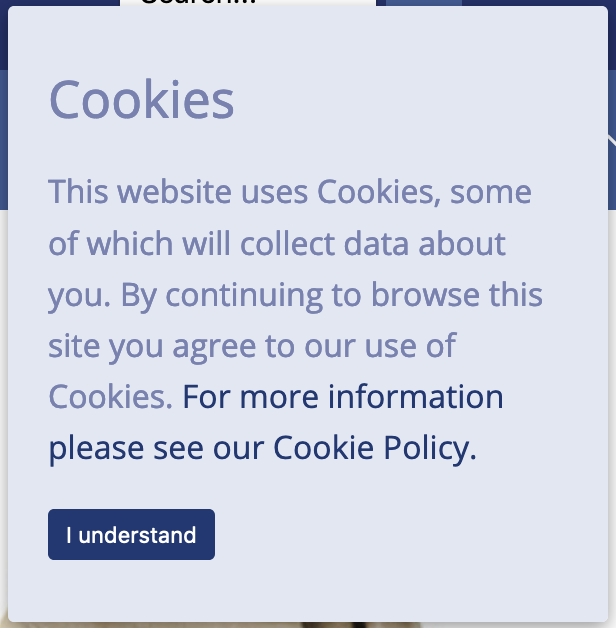 Search...
Cookies
This website uses Cookies, some
of which will collect data about
you. By continuing to browse this
site you agree to our use of
Cookies. For more information
please see our Cookie Policy.
I understand